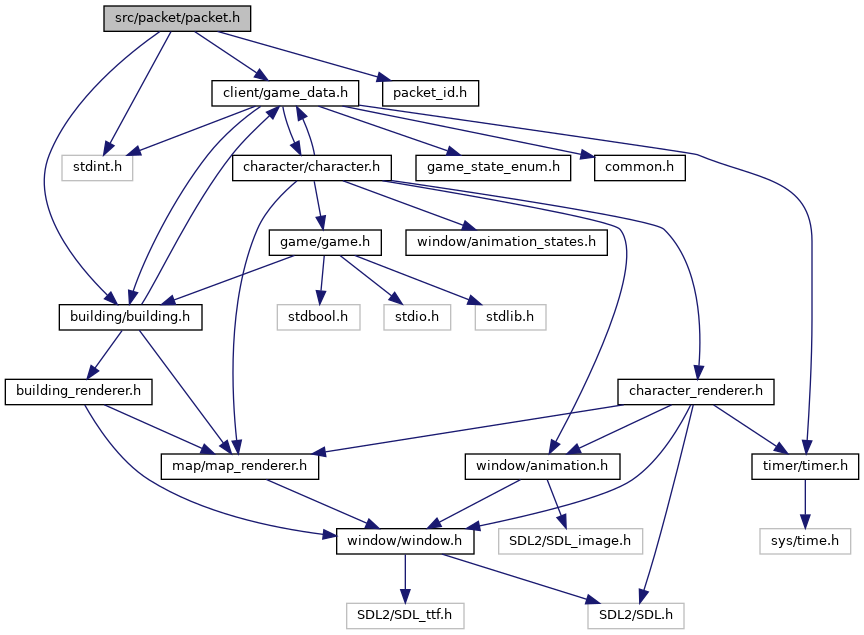 src/packet/packet.h
client/game_data.h
packet_id.h
stdint.h
character/character.h
game_state_enum.h
common.h
game/game.h
window/animation_states.h
building/building.h
stdbool.h
stdio.h
stdlib.h
building_renderer.h
character_renderer.h
map/map_renderer.h
window/animation.h
timer/timer.h
window/window.h
SDL2/SDL_image.h
sys/time.h
SDL2/SDL_ttf.h
SDL2/SDL.h